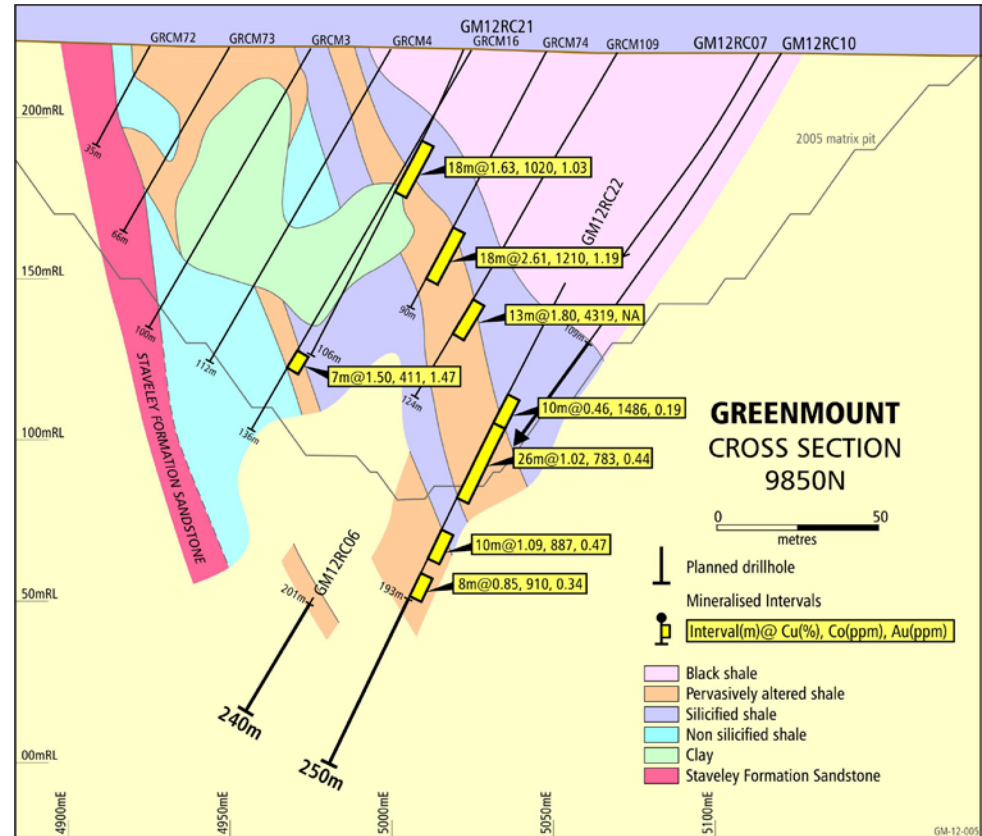 GM12RC21
GRCM72
GRCM73
GRCM3
GRCM4
GRCM16
GRCM74
GRCM109
GM12RC07
GM12RC10
200mRL
2005 matrix pit
35m
18m@1.63, 1020, 1.03
GM12RC22
66m
18m@2.61, 1210, 1.19
150mRL
90m
13m@1.80, 4319, NA
100m
109m
106m
112m
7m@1.50, 411, 1.47
124m
10m@0.46, 1486, 0.19
136m
100mRL
26m@1.02, 783, 0.44
STAVELEY FORMATION SANDSTONE
GREENMOUNT
CROSS SECTION
9850N
0
50
metres
10m@1.09, 887, 0.47
Planned drillhole
GM12RC06
201m
193m
8m@0.85, 910, 0.34
50mRL
Mineralised Intervals
Interval(m)@ Cu(%), Co(ppm), Au(ppm)
Black shale
Pervasively altered shale
Silicified shale
Non silicified shale
Clay
Staveley Formation Sandstone
240m
250m
00mRL
4900mE
4950mE
5000mE
5050mE
5100mE
GM-12-005